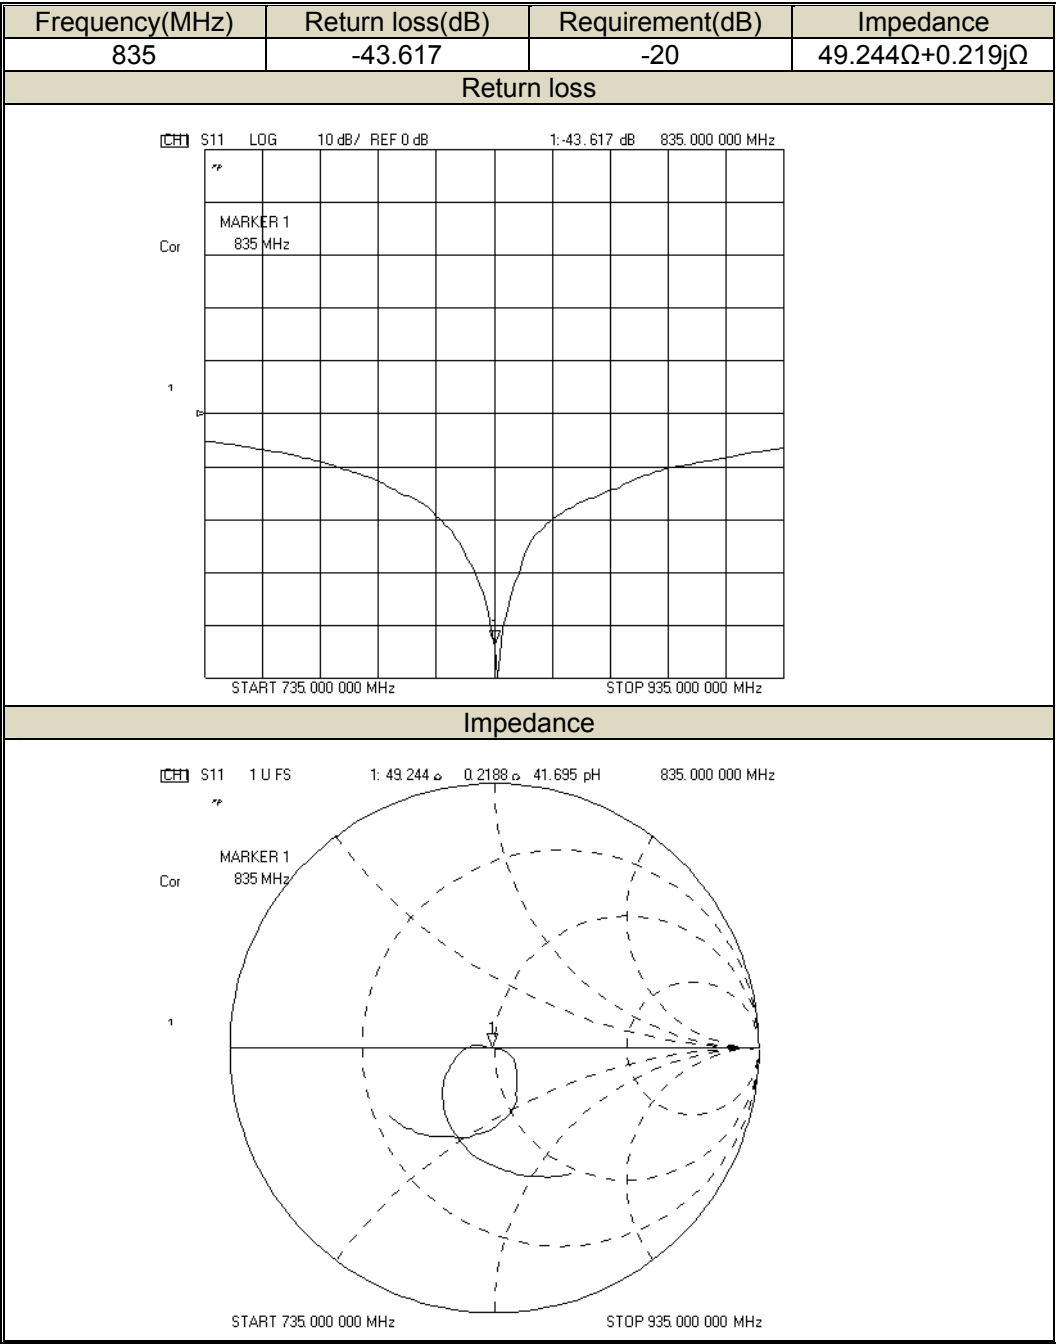 Frequency(MHz) Return loss(dB) Requirement(dB) Impedance
835 -43.617 -20 49.244Ω+0.219jΩ
Return loss
CH1 S11 LOG 10 dB/ REF 0 dB 1:-43.617 dB 835.000 000 MHz
MARKER 1
Cor 835 MHz
1
1
START 735.000 000 MHz STOP 935.000 000 MHz
Impedance
CH1 S11 1 U FS 1: 49.244 Ω 0.2188 Ω 41.695 pH 835.000 000 MHz
MARKER 1
Cor 835 MHz
1
1
START 735.000 000 MHz STOP 935.000 000 MHz